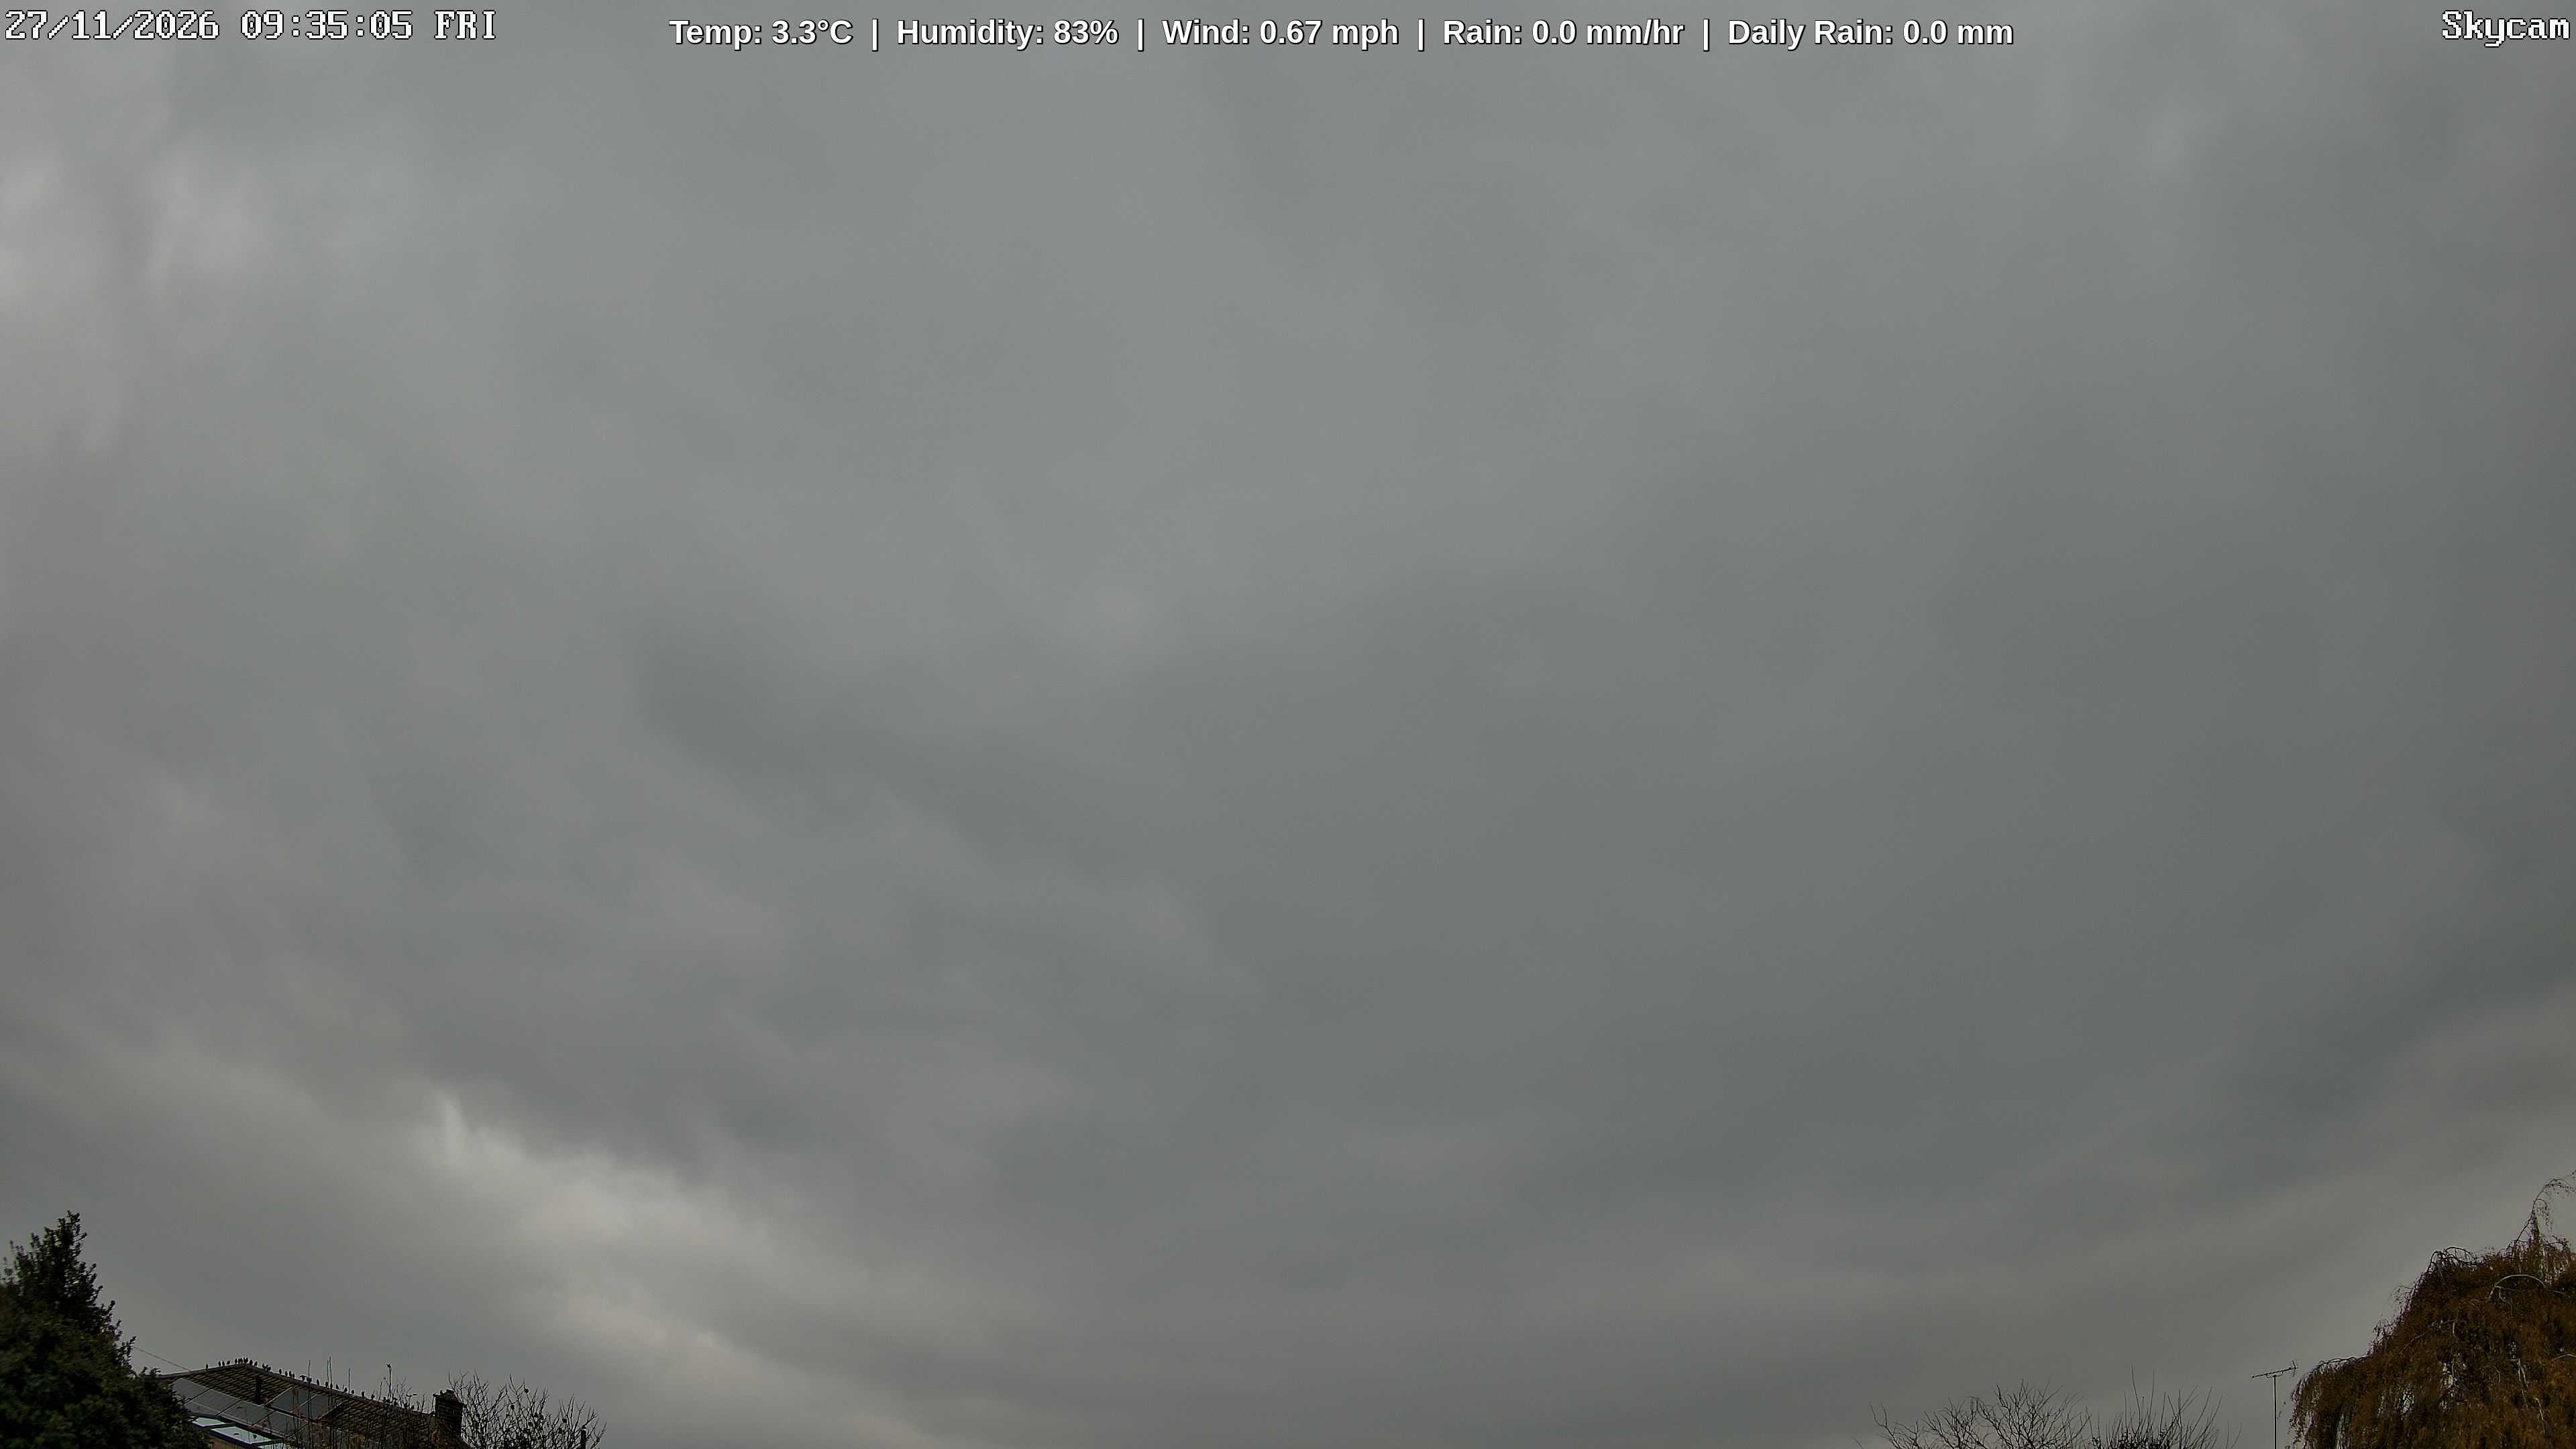 27/11/2026 09:35:05 FRI
Temp: 3.3°C | Humidity: 83% | Wind: 0.67 mph | Rain: 0.0 mm/hr | Daily Rain: 0.0 mm
Skycam